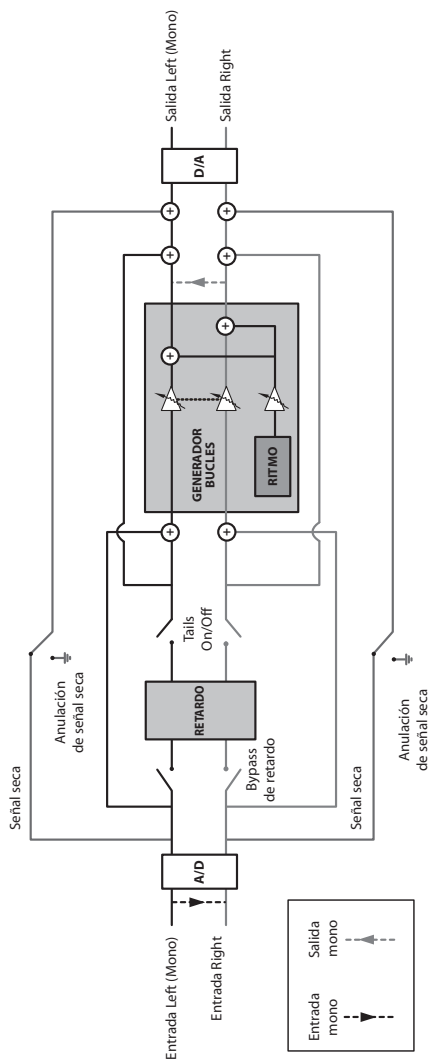 Señal seca
Anulación
de señal seca
Entrada Left (Mono)
Entrada Right
A/D
RETARDO
Bypass
de retardo
Tails
On/Off
GENERADOR
BUCLES
RITMO
D/A
Salida Left (Mono)
Salida Right
Señal seca
Anulación
de señal seca
Entrada
mono
Salida
mono